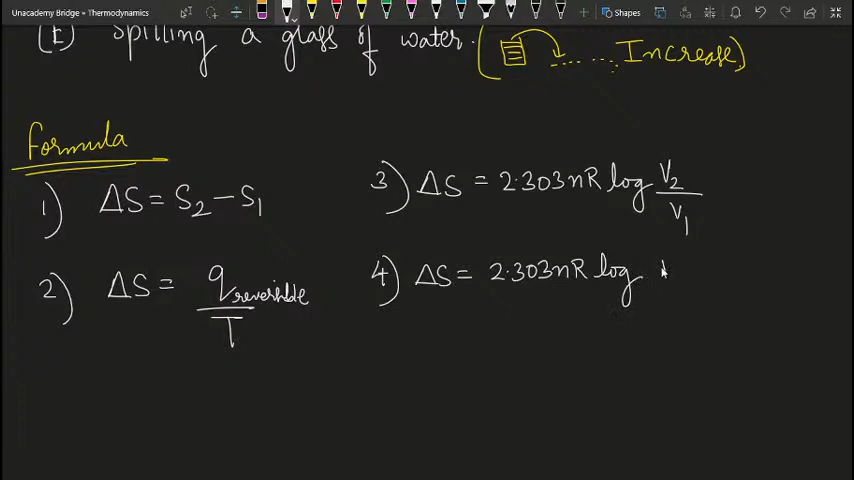 Unacademy Bridge - Thermodynamics
Shapes
(E) Spilling a glass of water. ( ..... ..... Increase)
Formula
1) ΔS = S₂ - S₁
2) ΔS = q reversible / T
3) ΔS = 2.303nR log V₂ / V₁
4) ΔS = 2.303nR log